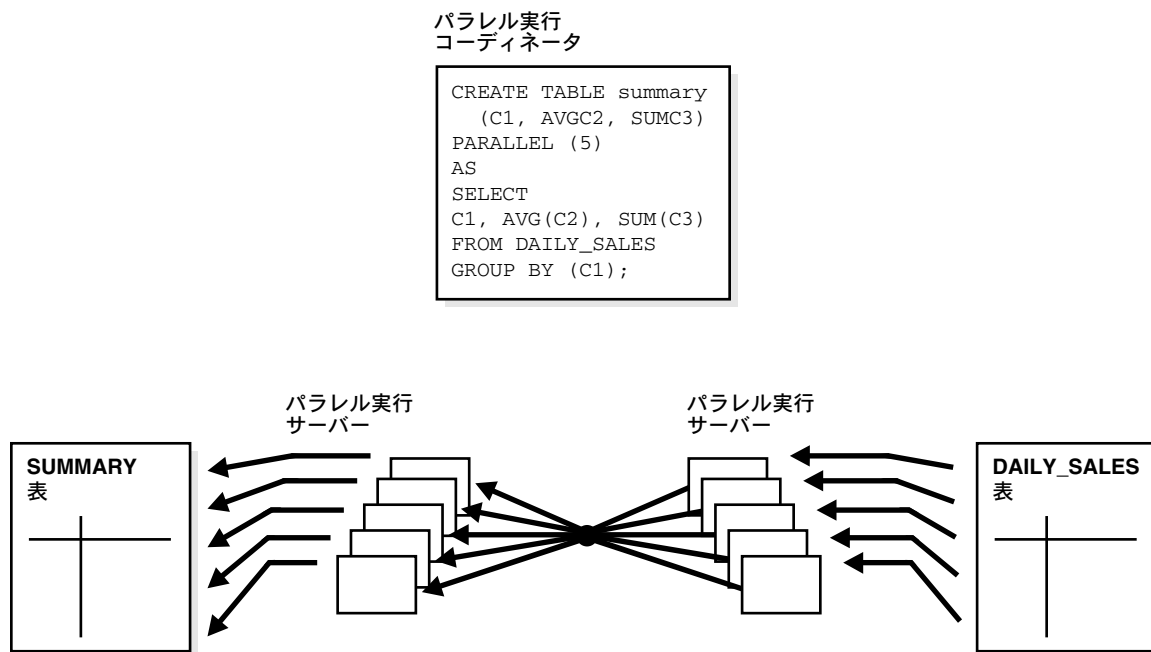 パラレル実行
コーディネータ
CREATE TABLE summary
(C1, AVGC2, SUMC3)
PARALLEL (5)
AS
SELECT
C1, AVG(C2), SUM(C3)
FROM DAILY_SALES
GROUP BY (C1);
パラレル実行
サーバー
パラレル実行
サーバー
SUMMARY
表
DAILY_SALES
表